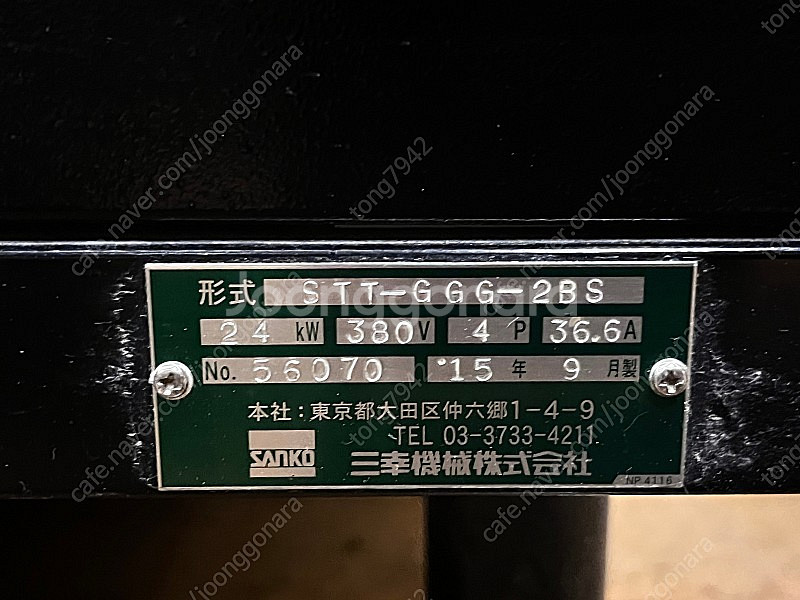 形式 STT-GGG-2BS
24 kW 380V 4 P 36.6A
No. 56070 '15 年 9 月製
本社：東京都大田区仲六郷1-4-9
TEL 03-3733-4211
SANKO 三幸機械株式会社
NP 4116
Joonggonara
cafe.naver.com/joonggonara
tong7942